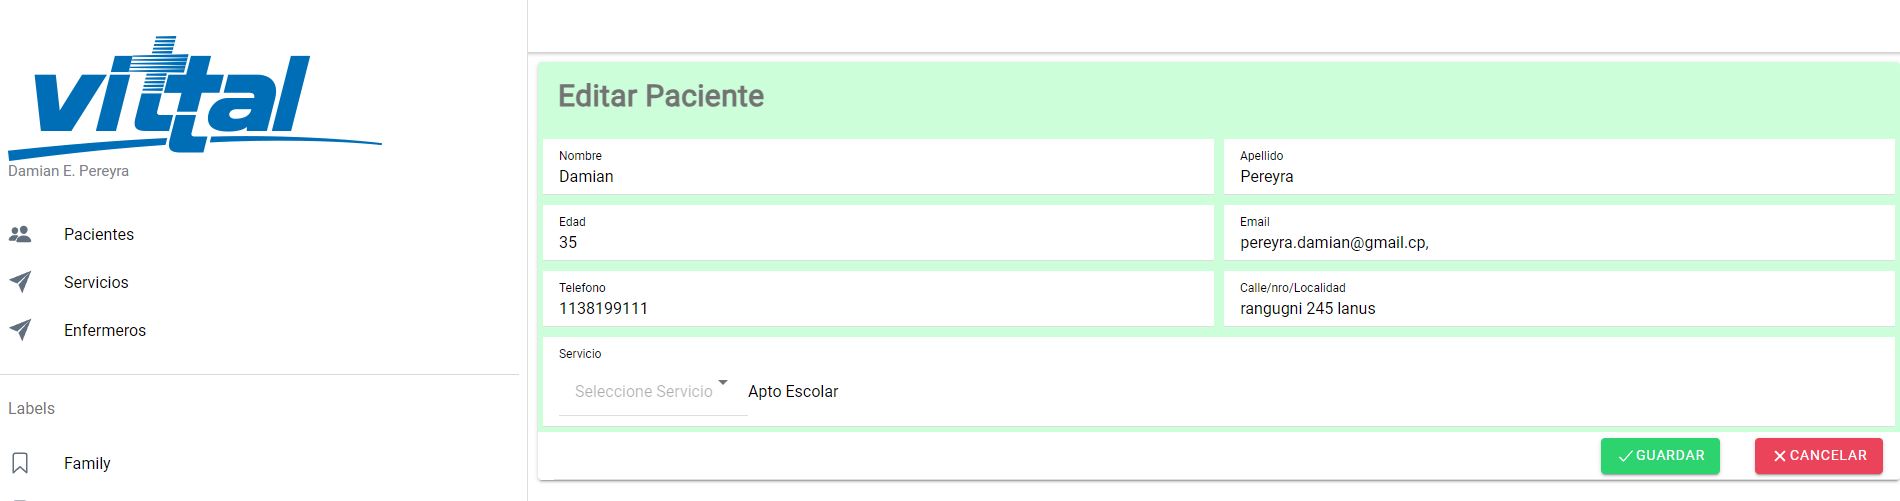 vittal
Damian E. Pereyra
Pacientes
Servicios
Enfermeros
Labels
Family
Editar Paciente
Nombre
Damian
Apellido
Pereyra
Edad
35
Email
pereyra.damian@gmail.cp,
Telefono
1138199111
Calle/nro/Localidad
rangugni 245 lanus
Servicio
Seleccione Servicio Apto Escolar
GUARDAR CANCELAR